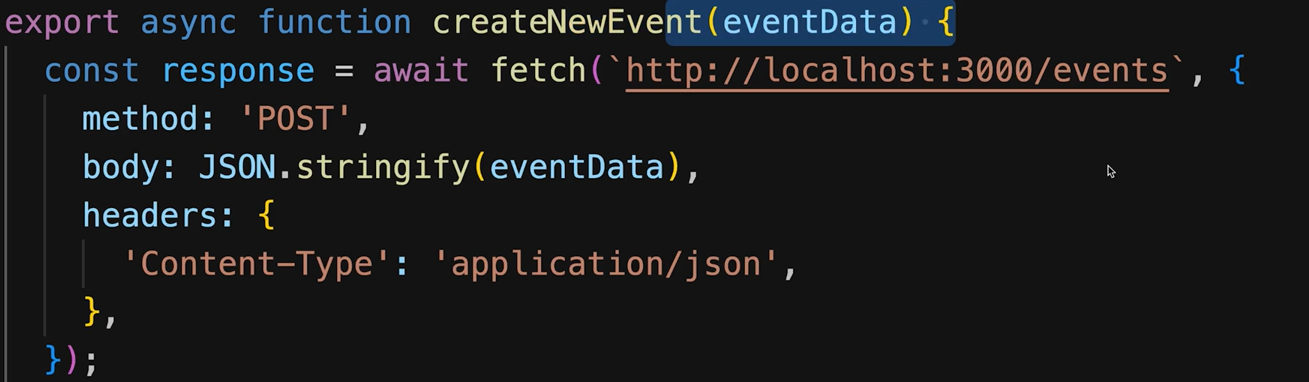 export async function createNewEvent(eventData) {
  const response = await fetch(`http://localhost:3000/events`, {
    method: 'POST',
    body: JSON.stringify(eventData),
    headers: {
      'Content-Type': 'application/json',
    },
  });